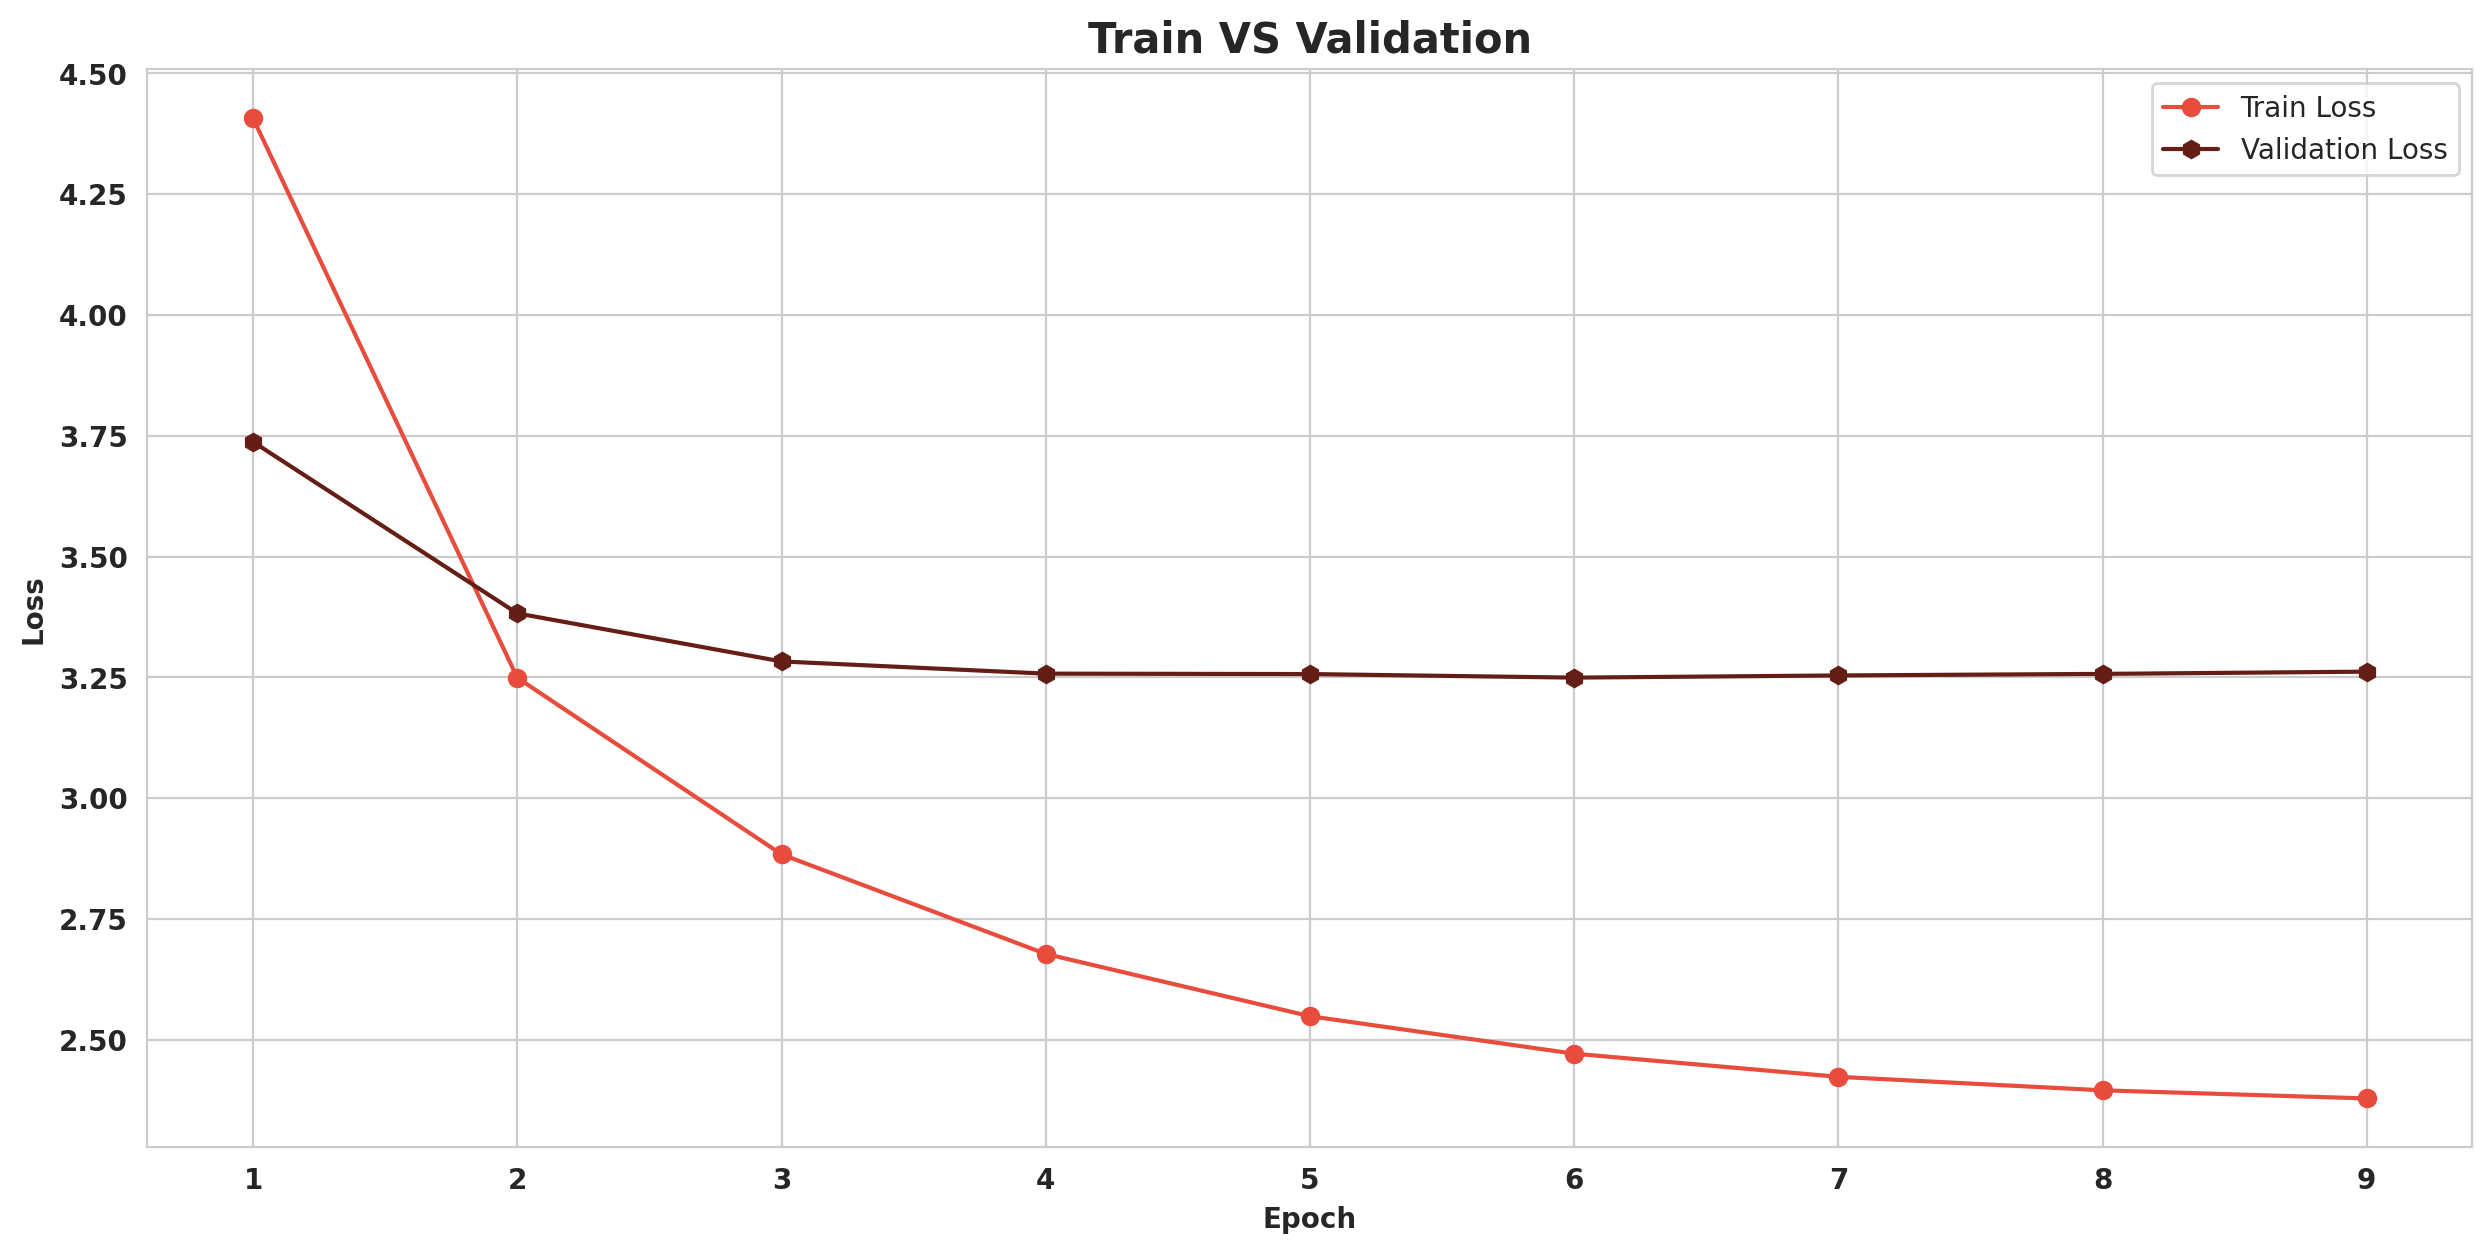 Train VS Validation
Train Loss
Validation Loss
4.50
4.25
4.00
3.75
3.50
3.25
3.00
2.75
2.50
Loss
1 2 3 4 5 6 7 8 9
Epoch